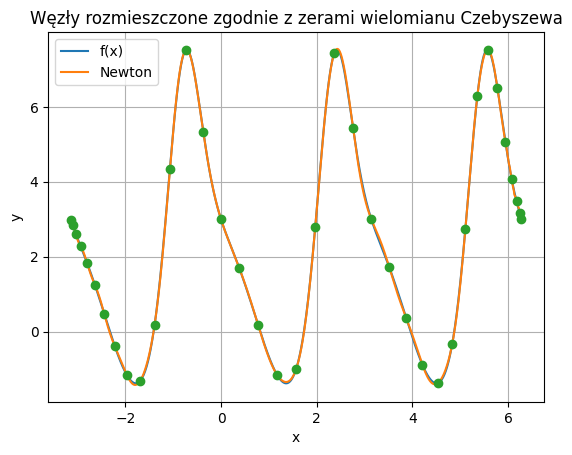 Węzły rozmieszczone zgodnie z zerami wielomianu Czebyszewa
f(x)
Newton
6
4
2
0
y
−2
0
2
4
6
x